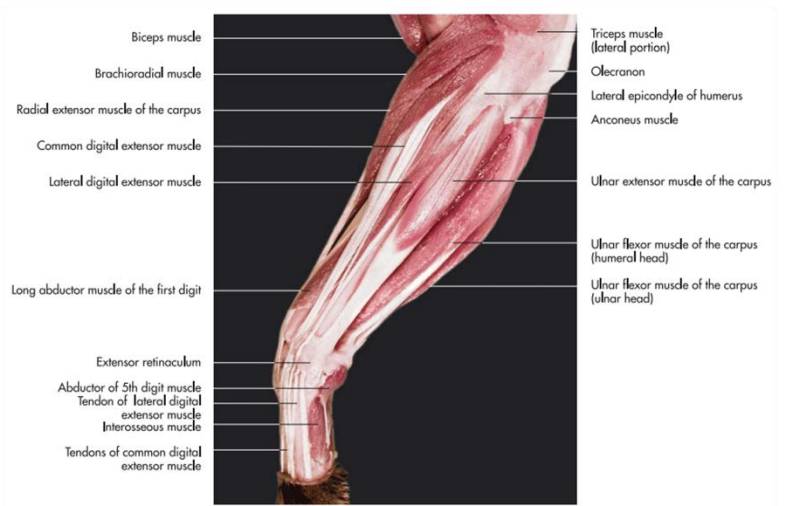 Biceps muscle
Brachioradial muscle
Radial extensor muscle of the carpus
Common digital extensor muscle
Lateral digital extensor muscle
Long abductor muscle of the first digit
Extensor retinaculum
Abductor of 5th digit muscle
Tendon of lateral digital
extensor muscle
Interosseous muscle
Tendons of common digital
extensor muscle
Triceps muscle
(lateral portion)
Olecranon
Lateral epicondyle of humerus
Anconeus muscle
Ulnar extensor muscle of the carpus
Ulnar flexor muscle of the carpus
(humeral head)
Ulnar flexor muscle of the carpus
(ulnar head)